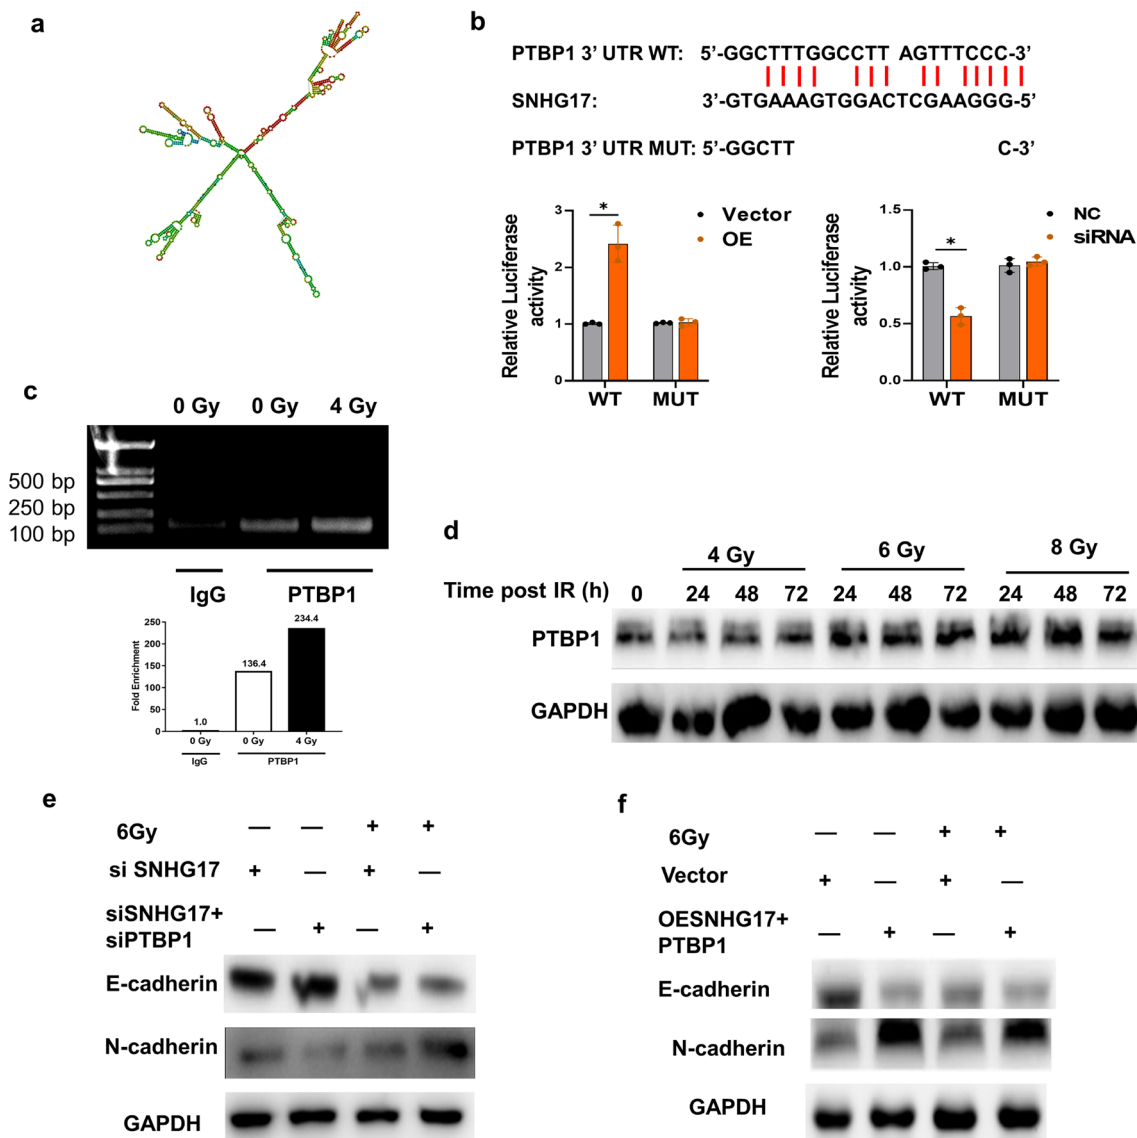 a
b
PTBP1 3’ UTR WT: 5’-GGCTTTGGCCTT AGTTTCCC-3’
SNHG17: 3’-GTGAAAGTGGACTCGAAGGG-5’
PTBP1 3’ UTR MUT: 5’-GGCTT C-3’
Relative Luciferase
activity
3
2
1
0
*
Vector
OE
WT MUT
Relative Luciferase
activity
1.5
1.0
0.5
0.0
*
NC
siRNA
WT MUT
c
0 Gy 0 Gy 4 Gy
500 bp
250 bp
100 bp
IgG PTBP1
Fold Enrichment
250
200
150
100
50
0
1.0
136.4
234.4
0 Gy 0 Gy 4 Gy
IgG PTBP1
d
4 Gy 6 Gy 8 Gy
Time post IR (h) 0 24 48 72 24 48 72 24 48 72
PTBP1
GAPDH
e
6Gy — — + +
si SNHG17 + — + —
siSNHG17+
siPTBP1 — + — +
E-cadherin
N-cadherin
GAPDH
f
6Gy — — + +
Vector + — + —
OESNHG17+
PTBP1 — + — +
E-cadherin
N-cadherin
GAPDH